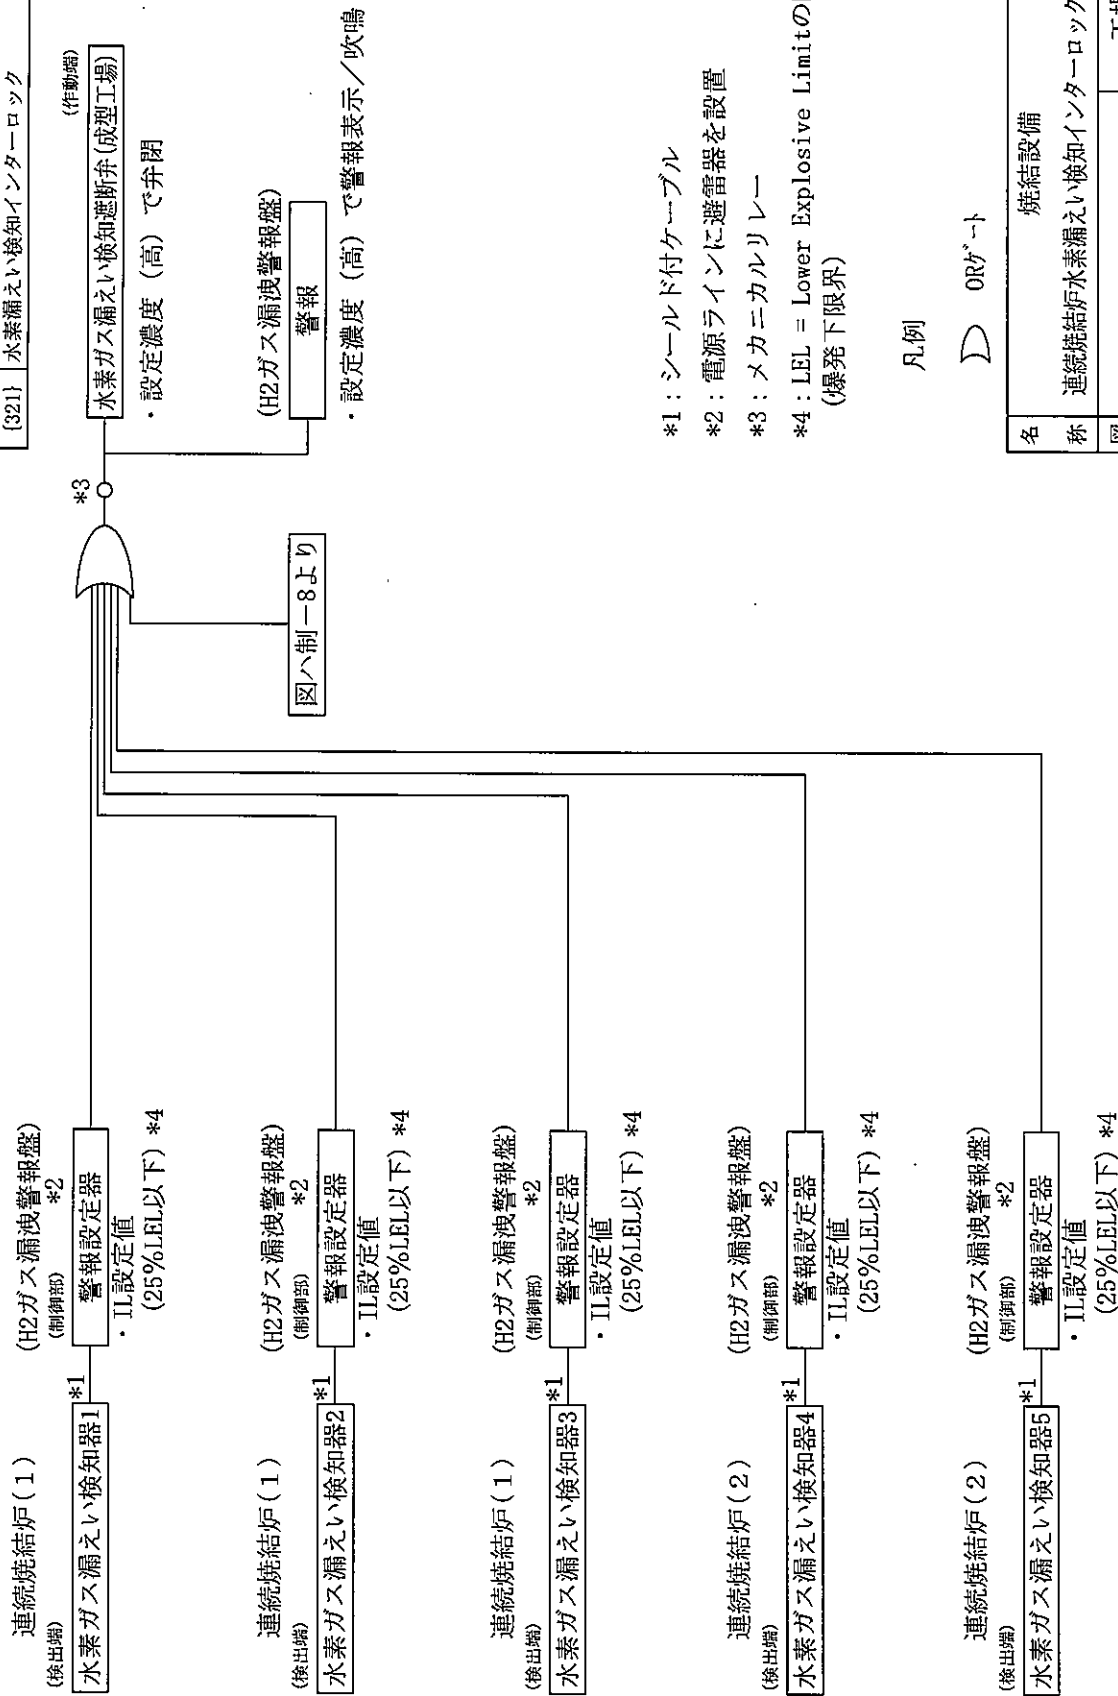 {321} 水素漏えい検知インターロック
連続焼結炉(1)
(検出端)
水素ガス漏えい検知器1
*1
(H2ガス漏洩警報盤)
(制御部) *2
警報設定器
・IL設定値
(25%LEL以下) *4
連続焼結炉(1)
(検出端)
水素ガス漏えい検知器2
*1
(H2ガス漏洩警報盤)
(制御部) *2
警報設定器
・IL設定値
(25%LEL以下) *4
連続焼結炉(1)
(検出端)
水素ガス漏えい検知器3
*1
(H2ガス漏洩警報盤)
(制御部) *2
警報設定器
・IL設定値
(25%LEL以下) *4
連続焼結炉(2)
(検出端)
水素ガス漏えい検知器4
*1
(H2ガス漏洩警報盤)
(制御部) *2
警報設定器
・IL設定値
(25%LEL以下) *4
連続焼結炉(2)
(検出端)
水素ガス漏えい検知器5
*1
(H2ガス漏洩警報盤)
(制御部) *2
警報設定器
・IL設定値
(25%LEL以下) *4
図ハ制-8より
*3
(作動端)
水素ガス漏えい検知遮断弁(成型工場)
・設定濃度(高)で弁閉
(H2ガス漏洩警報盤)
警報
・設定濃度(高)で警報表示/吹鳴
*1:シールド付ケーブル
*2:電源ラインに避雷器を設置
*3:メカニカルリレー
*4:LEL = Lower Explosive Limitの
(爆発下限界)
凡例
ORゲート
名称
焼結設備
連続焼結炉水素漏えい検知インターロック